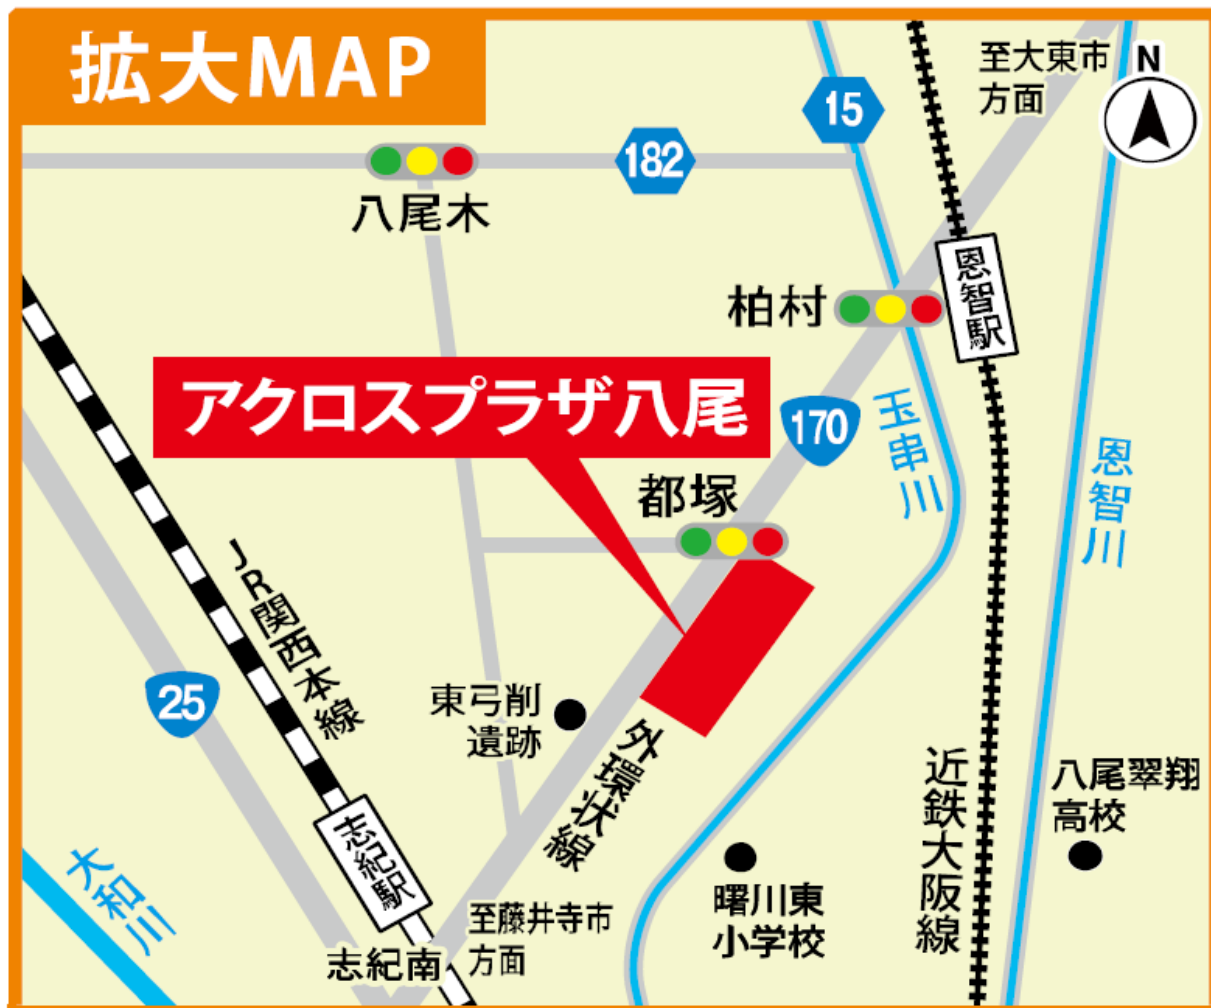 拡大MAP
至大東市
方面
N
15
182
八尾木
恩智駅
柏村
アクロスプラザ八尾
170
玉串川
恩智川
都塚
JR関西本線
25
東弓削
遺跡
外環状線
近鉄大阪線
八尾翠翔
高校
志紀駅
大和川
曙川東
小学校
至藤井寺市
方面
志紀南